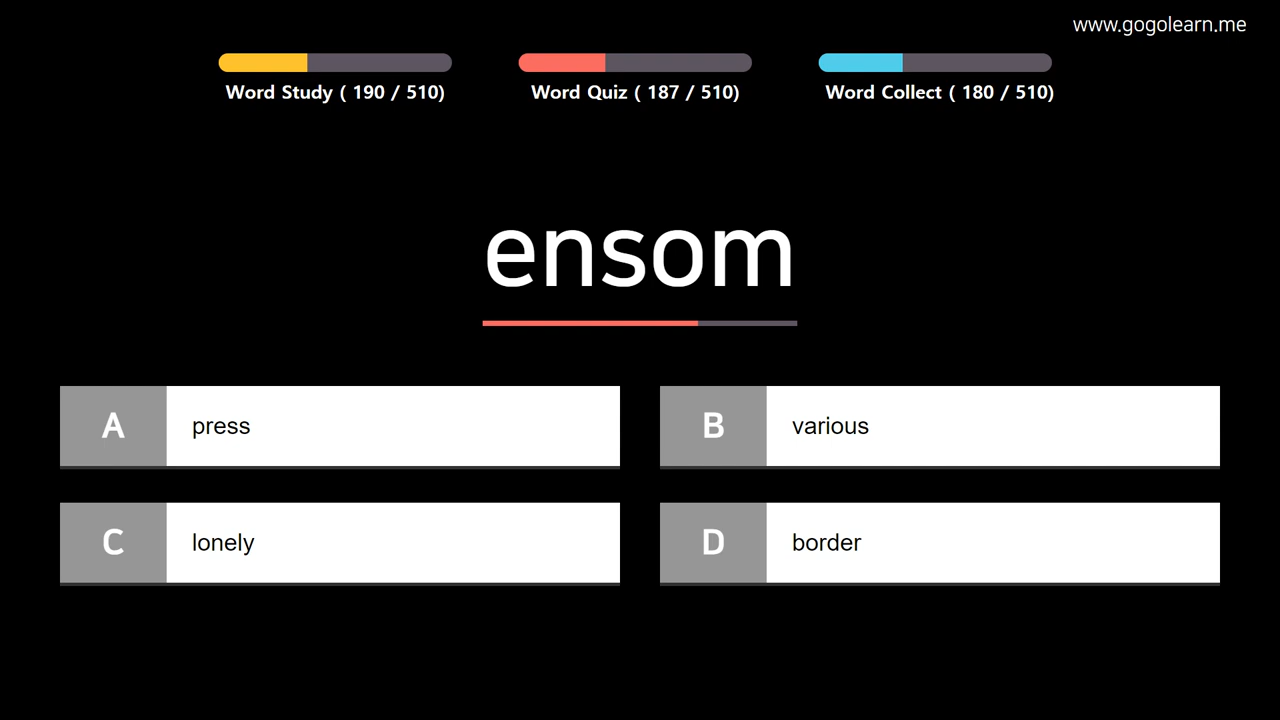 www.gogolearn.me
Word Study ( 190 / 510)
Word Quiz ( 187 / 510)
Word Collect ( 180 / 510)
ensom
A press
B various
C lonely
D border